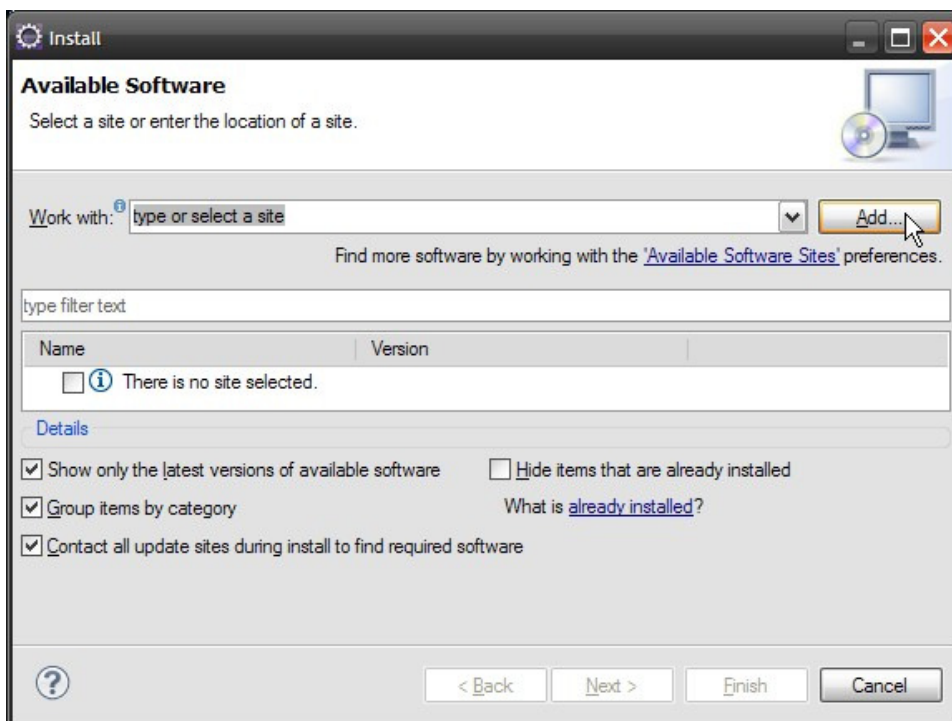 Install
Available Software
Select a site or enter the location of a site.
Work with: type or select a site Add...
Find more software by working with the 'Available Software Sites' preferences.
type filter text
Name Version
There is no site selected.
Details
Show only the latest versions of available software Hide items that are already installed
Group items by category What is already installed?
Contact all update sites during install to find required software
< Back Next > Finish Cancel